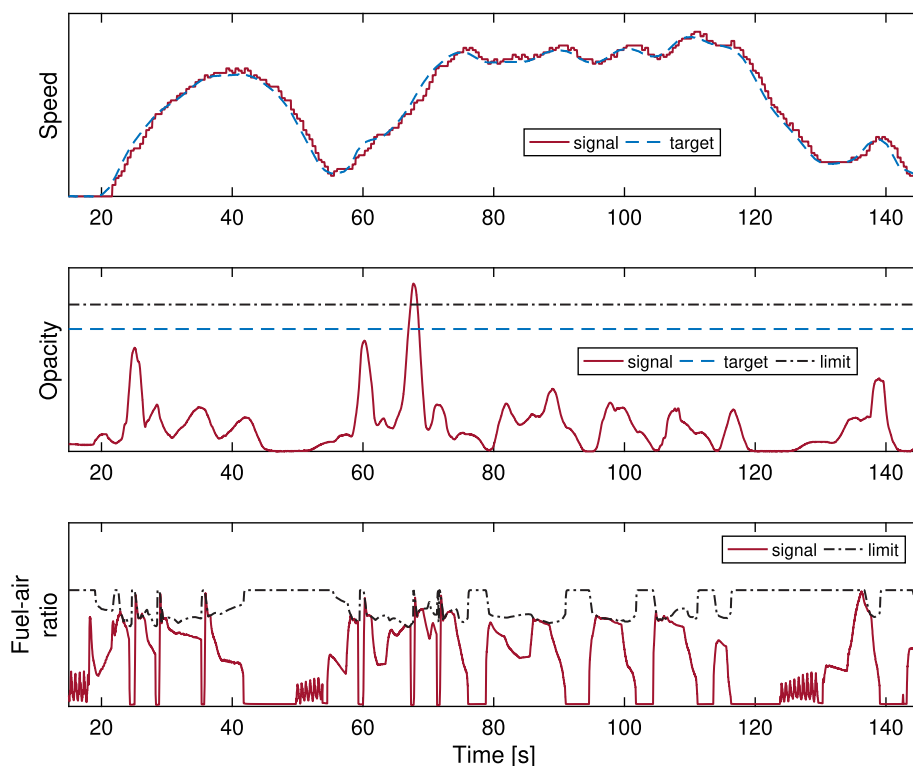 Speed
signal target
20 40 60 80 100 120 140
Opacity
signal target limit
20 40 60 80 100 120 140
Fuel-air
ratio
signal limit
20 40 60 80 100 120 140
Time [s]